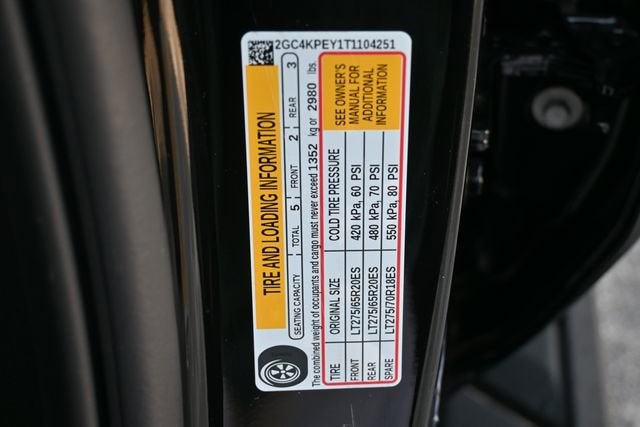 2GC4KPEY1T1104251
TIRE AND LOADING INFORMATION
SEATING CAPACITY TOTAL 5 FRONT 2 REAR 3
The combined weight of occupants and cargo must never exceed 1352 kg or 2980 lbs.
TIRE ORIGINAL SIZE COLD TIRE PRESSURE
FRONT LT275/65R20ES 420 kPa, 60 PSI
REAR LT275/65R20ES 480 kPa, 70 PSI
SPARE LT275/70R18ES 550 kPa, 80 PSI
SEE OWNER'S
MANUAL FOR
ADDITIONAL
INFORMATION